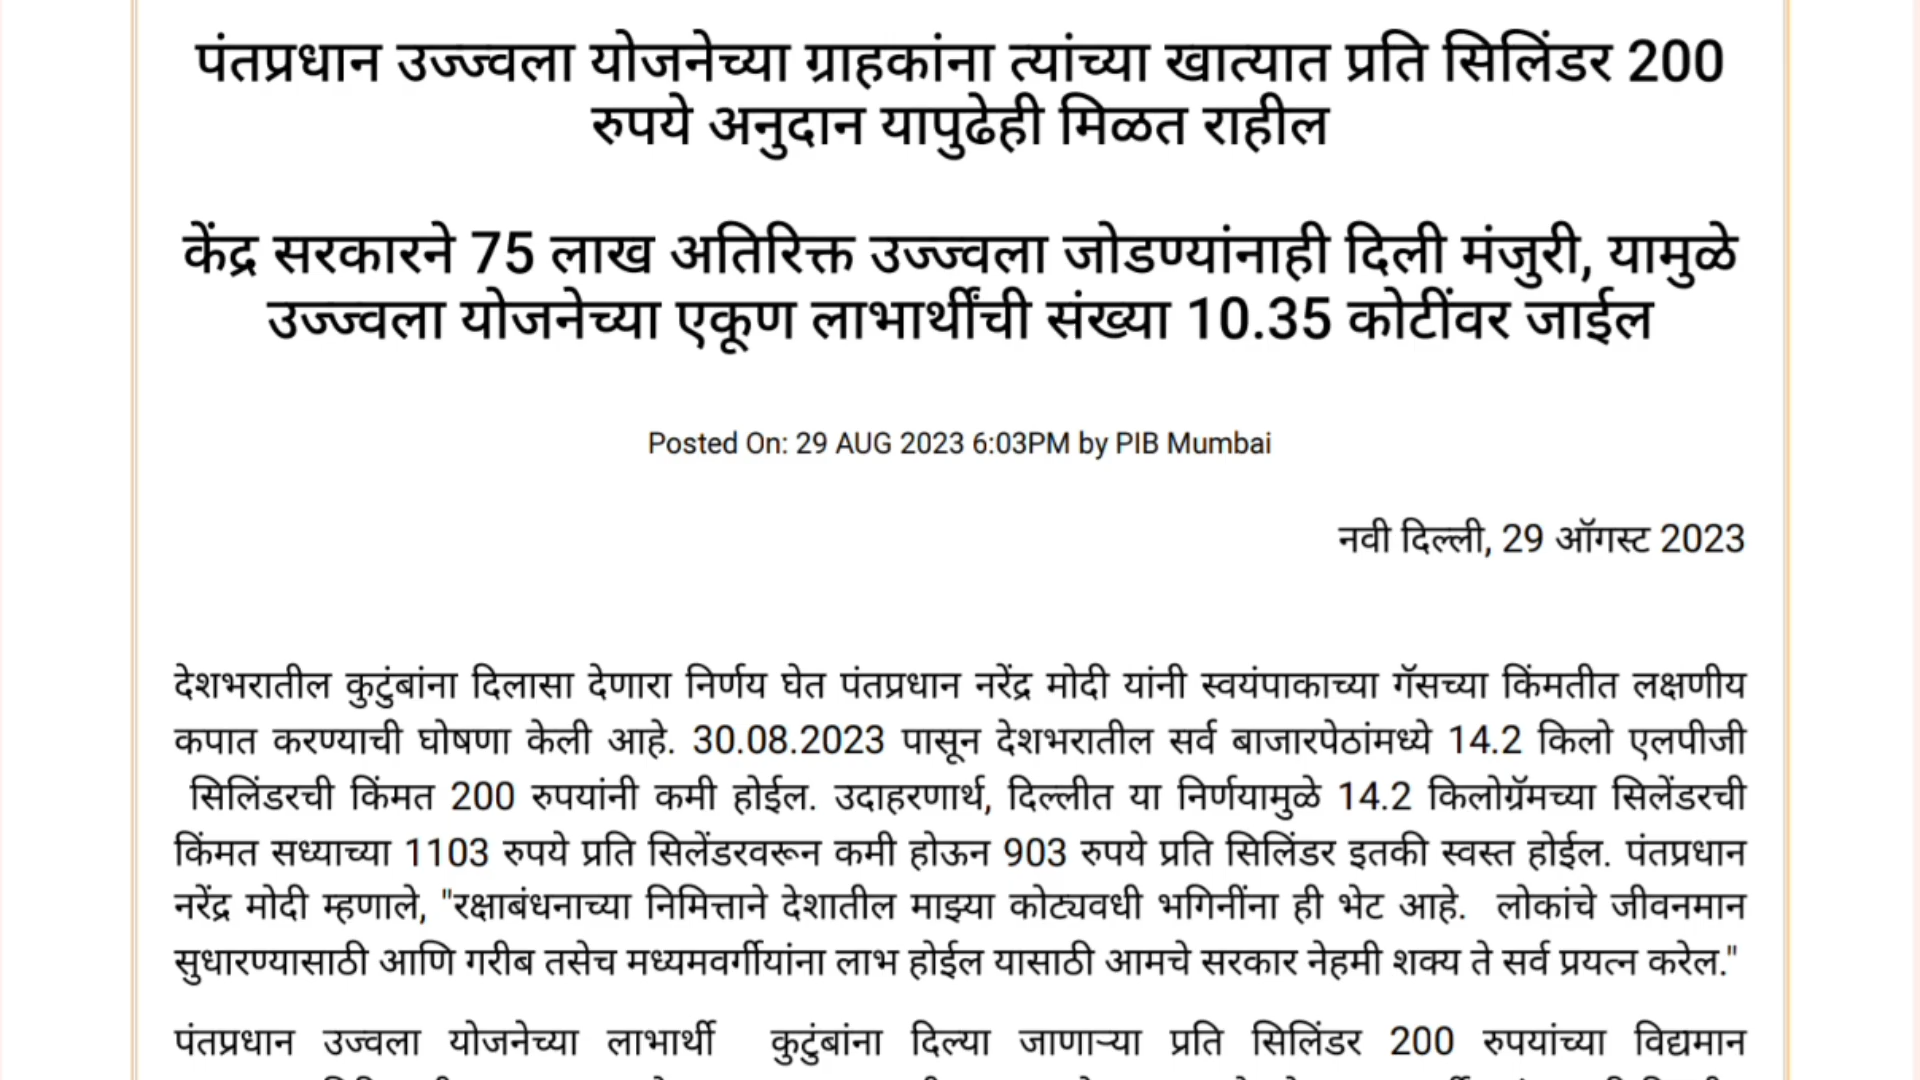 पंतप्रधान उज्ज्वला योजनेच्या ग्राहकांना त्यांच्या खात्यात प्रति सिलिंडर 200
रुपये अनुदान यापुढेही मिळत राहील
केंद्र सरकारने 75 लाख अतिरिक्त उज्ज्वला जोडण्यांनाही दिली मंजुरी, यामुळे
उज्ज्वला योजनेच्या एकूण लाभार्थींची संख्या 10.35 कोटींवर जाईल
Posted On: 29 AUG 2023 6:03PM by PIB Mumbai
नवी दिल्ली, 29 ऑगस्ट 2023
देशभरातील कुटुंबांना दिलासा देणारा निर्णय घेत पंतप्रधान नरेंद्र मोदी यांनी स्वयंपाकाच्या गॅसच्या किंमतीत लक्षणीय
कपात करण्याची घोषणा केली आहे. 30.08.2023 पासून देशभरातील सर्व बाजारपेठांमध्ये 14.2 किलो एलपीजी
सिलिंडरची किंमत 200 रुपयांनी कमी होईल. उदाहरणार्थ, दिल्लीत या निर्णयामुळे 14.2 किलोग्रॅमच्या सिलेंडरची
किंमत सध्याच्या 1103 रुपये प्रति सिलेंडरवरून कमी होऊन 903 रुपये प्रति सिलिंडर इतकी स्वस्त होईल. पंतप्रधान
नरेंद्र मोदी म्हणाले, "रक्षाबंधनाच्या निमित्ताने देशातील माझ्या कोट्यवधी भगिनींना ही भेट आहे. लोकांचे जीवनमान
सुधारण्यासाठी आणि गरीब तसेच मध्यमवर्गीयांना लाभ होईल यासाठी आमचे सरकार नेहमी शक्य ते सर्व प्रयत्न करेल."
पंतप्रधान उज्वला योजनेच्या लाभार्थी कुटुंबांना दिल्या जाणाऱ्या प्रति सिलिंडर 200 रुपयांच्या विद्यमान